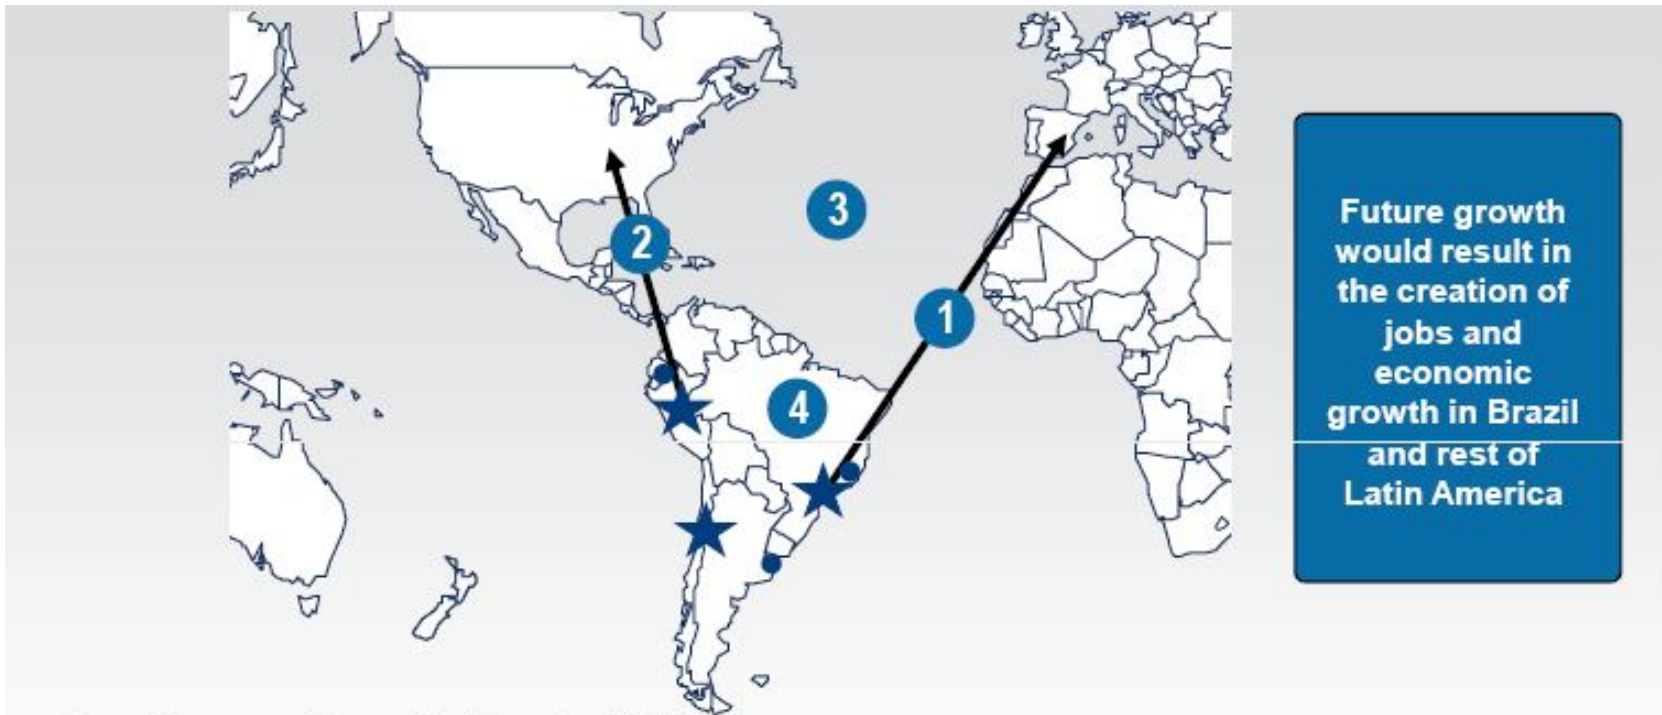 3
2
1
4
Future growth
would result in
the creation of
jobs and
economic
growth in Brazil
and rest of
Latin America